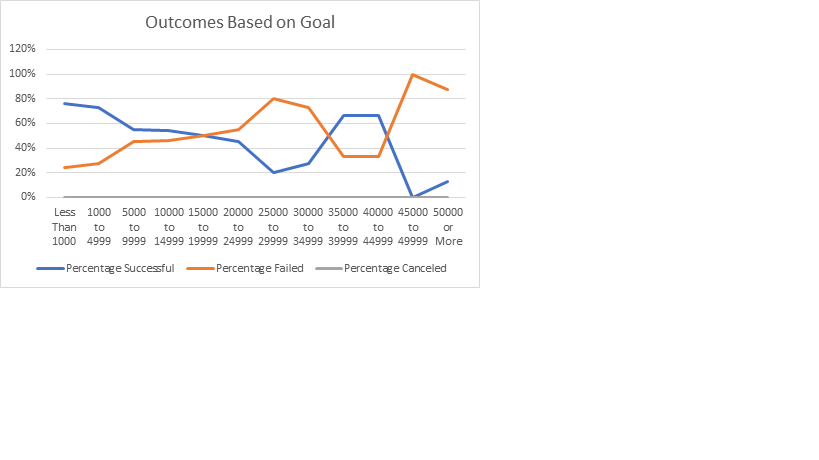 Outcomes Based on Goal
120%
100%
80%
60%
40%
20%
0%
Less Than 1000
1000 to 4999
5000 to 9999
10000 to 14999
15000 to 19999
20000 to 24999
25000 to 29999
30000 to 34999
35000 to 39999
40000 to 44999
45000 to 49999
50000 or More
Percentage Successful
Percentage Failed
Percentage Canceled